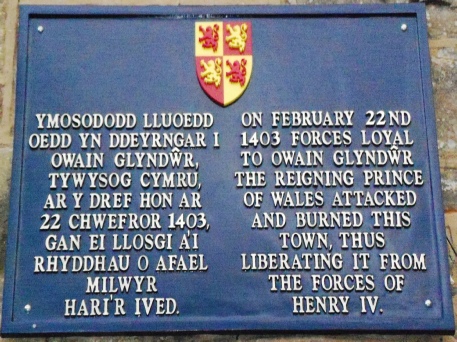 YMOSODODD LLUOEDD
OEDD YN DDEYRNGAR I
OWAIN GLYNDŴR,
TYWYSOG CYMRU,
AR Y DREF HON AR
22 CHWEFROR 1403,
GAN EI LLOSGI A'I
RHYDDHAU O AFAEL
MILWYR
HARI'R IVED.
ON FEBRUARY 22ND
1403 FORCES LOYAL
TO OWAIN GLYNDŴR
THE REIGNING PRINCE
OF WALES ATTACKED
AND BURNED THIS
TOWN, THUS
LIBERATING IT FROM
THE FORCES OF
HENRY IV.